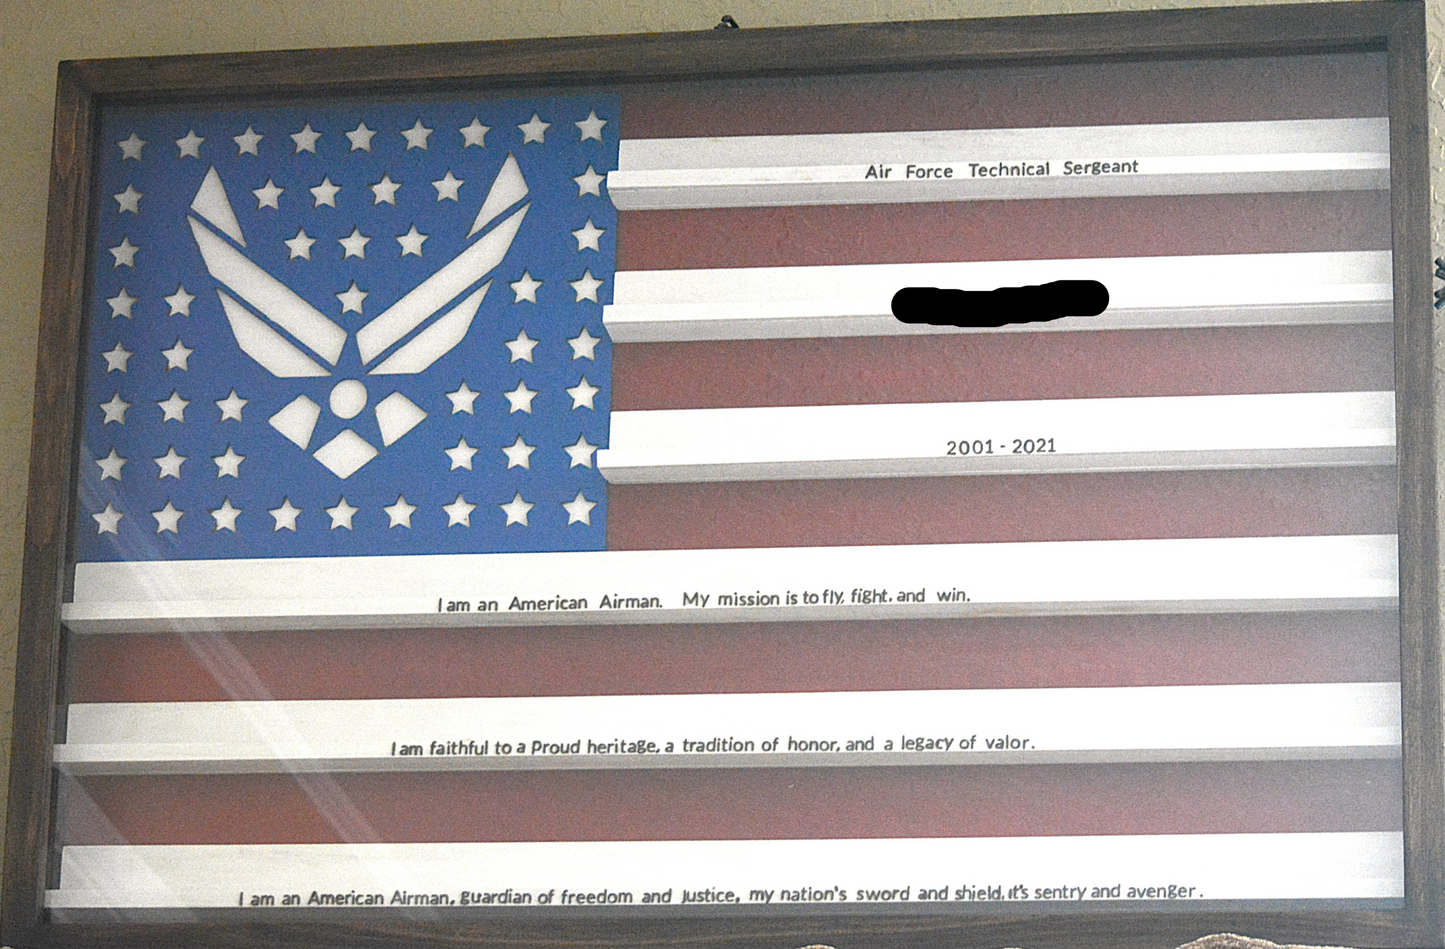 Air Force Technical Sergeant
2001 - 2021
I am an American Airman. My mission is to fly, fight, and win.
I am faithful to a Proud heritage, a tradition of honor, and a legacy of valor.
I am an American Airman, guardian of freedom and Justice, my nation's sword and shield, it's sentry and avenger.